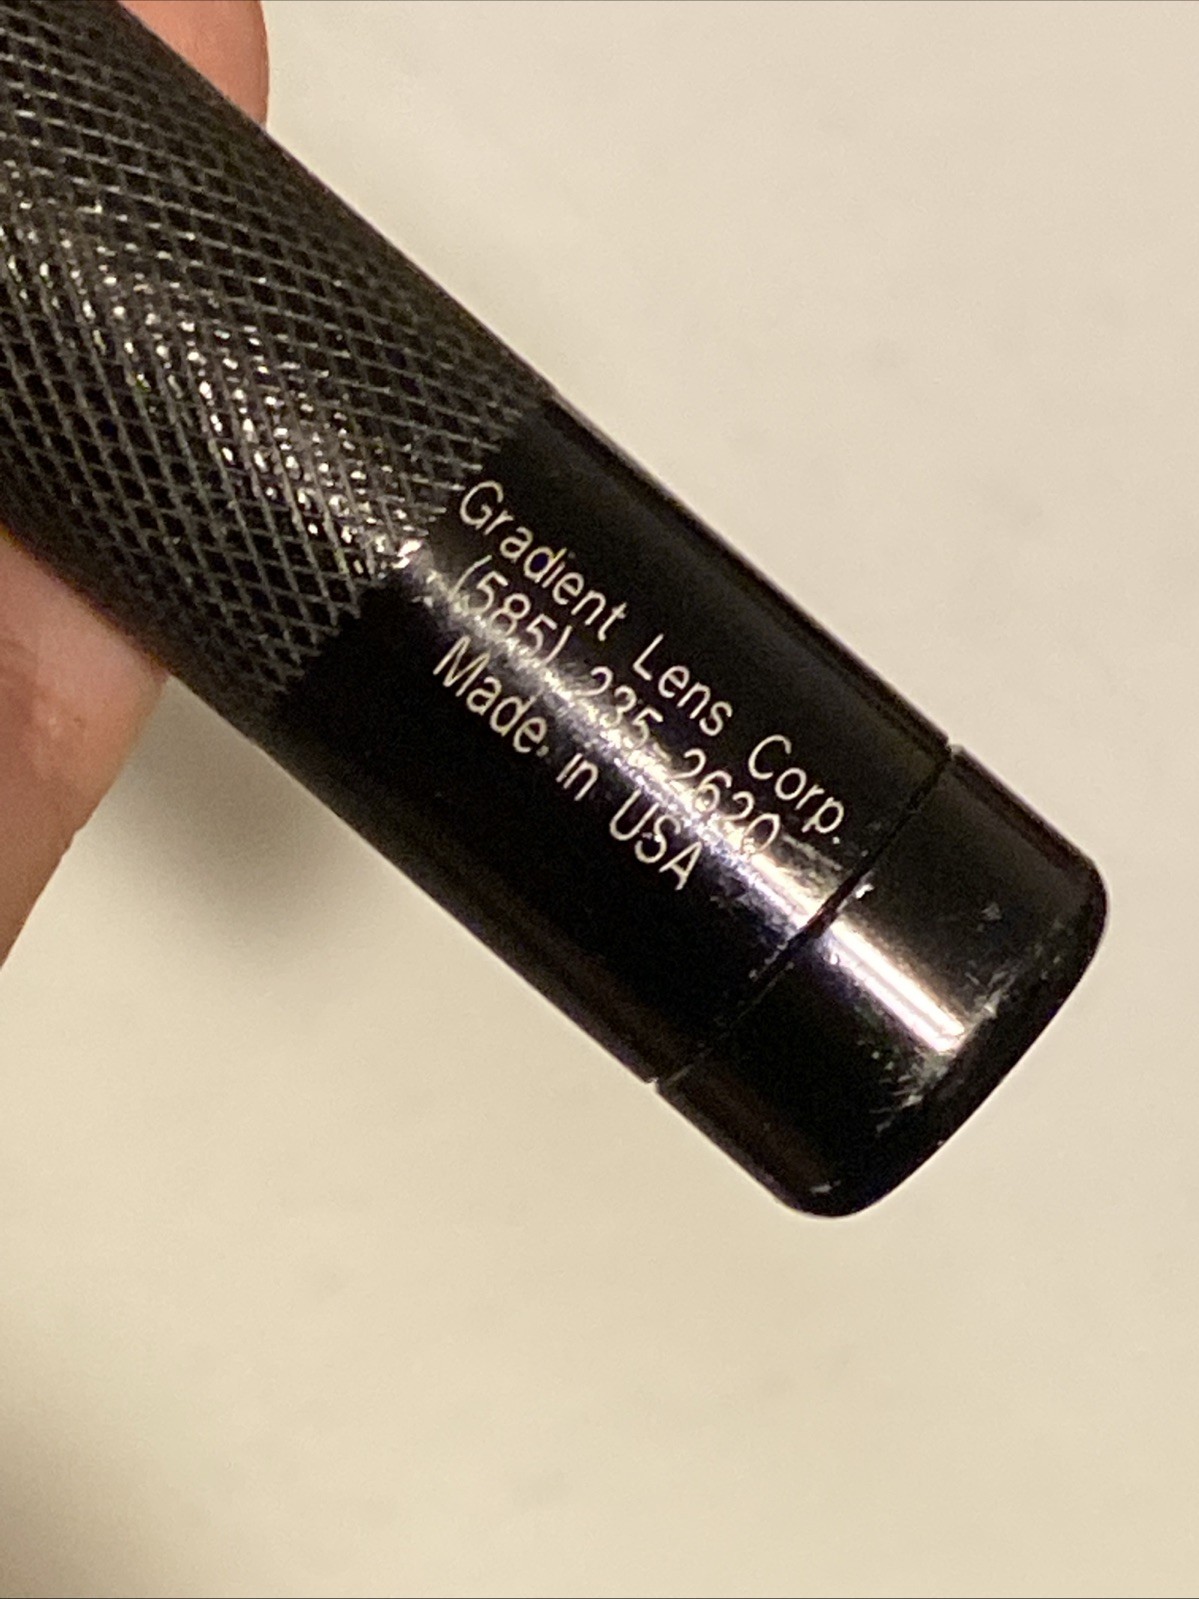 Gradient Lens Corp.
(585) 235-2620
Made in USA